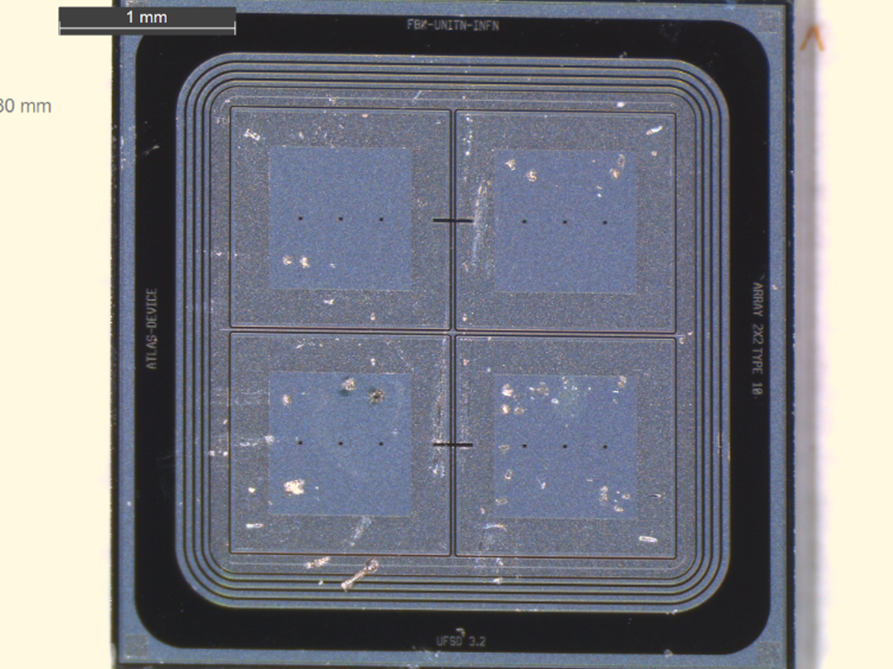 1 mm
FBK-UNITN-INFN
30 mm
ATLAS-DEVICE
ARRAY 2X2 TYPE 10
UFSD 3.2